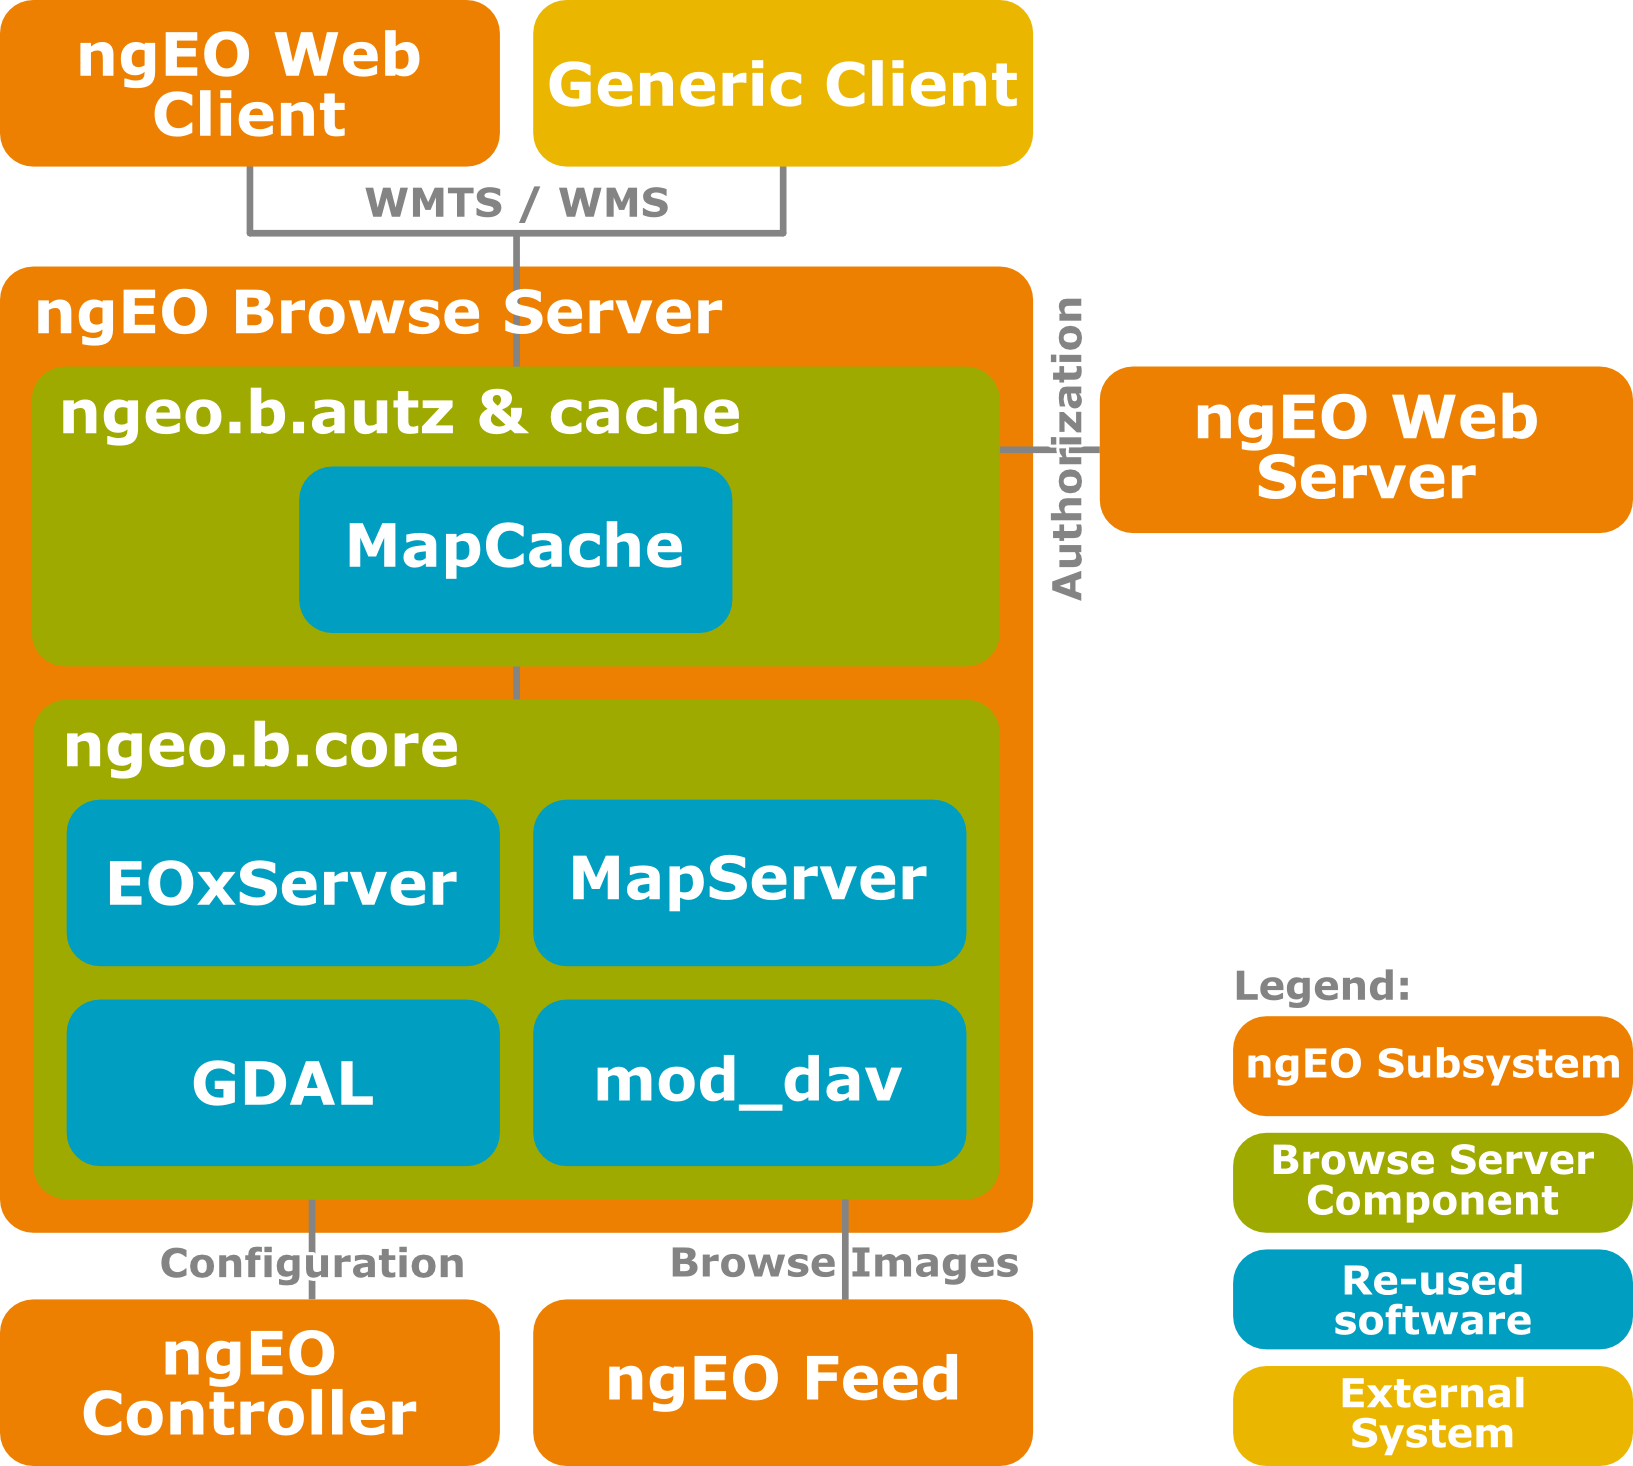 ngEO Web
Client
Generic Client
WMTS / WMS
ngEO Browse Server
ngeo.b.autz & cache
MapCache
Authorization
ngEO Web
Server
ngeo.b.core
EOxServer
MapServer
GDAL
mod_dav
Configuration
Browse Images
ngEO
Controller
ngEO Feed
Legend:
ngEO Subsystem
Browse Server
Component
Re-used
software
External
System